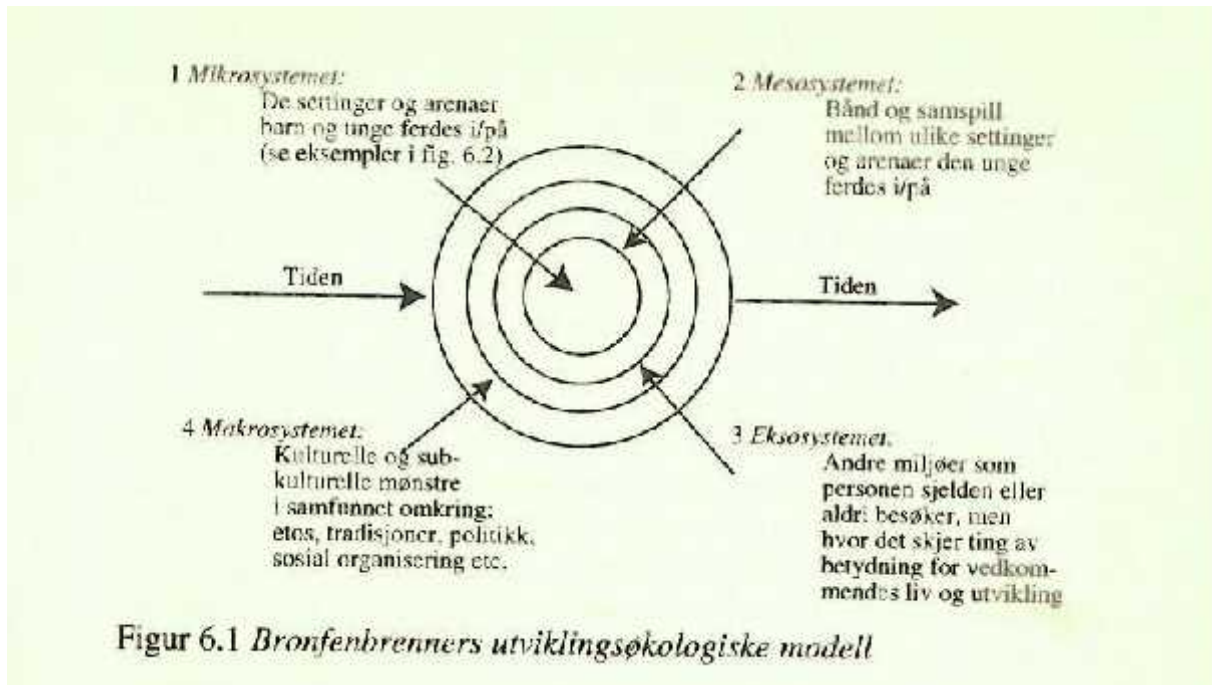 1 Mikrosystemet:
De settinger og arenaer
barn og unge ferdes i/på
(se eksempler i fig. 6.2)
2 Mesosystemet:
Bånd og samspill
mellom ulike settinger
og arenaer den unge
ferdes i/på
Tiden
Tiden
4 Makrosystemet:
Kulturelle og sub-
kulturelle mønstre
i samfunnet omkring:
etos, tradisjoner, politikk,
sosial organisering etc.
3 Eksosystemet.
Andre miljøer som
personen sjelden eller
aldri besøker, men
hvor det skjer ting av
betydning for vedkom-
mendes liv og utvikling
Figur 6.1 Bronfenbrenners utviklingsøkologiske modell